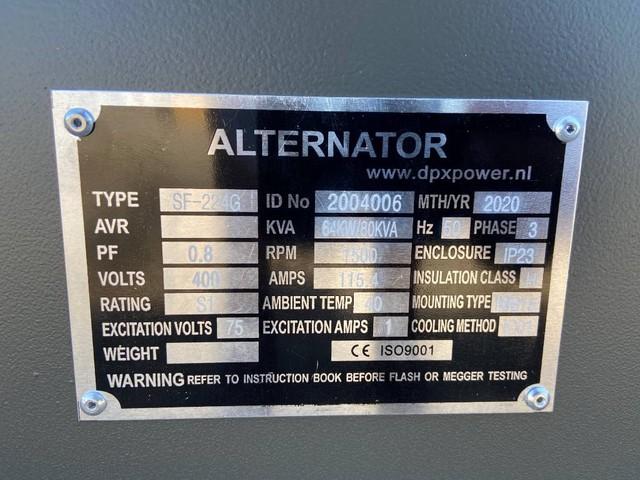 ALTERNATOR
www.dpxpower.nl
TYPE SF-224G ID No 2004006 MTH/YR 2020
AVR KVA 64KW/80KVA Hz 50 PHASE 3
PF 0.8 RPM 1500 ENCLOSURE IP23
VOLTS 400 AMPS 115.4 INSULATION CLASS H
RATING S1 AMBIENT TEMP 40 MOUNTING TYPE
EXCITATION VOLTS 75 EXCITATION AMPS 1 COOLING METHOD
WEIGHT CE ISO9001
WARNING REFER TO INSTRUCTION BOOK BEFORE FLASH OR MEGGER TESTING